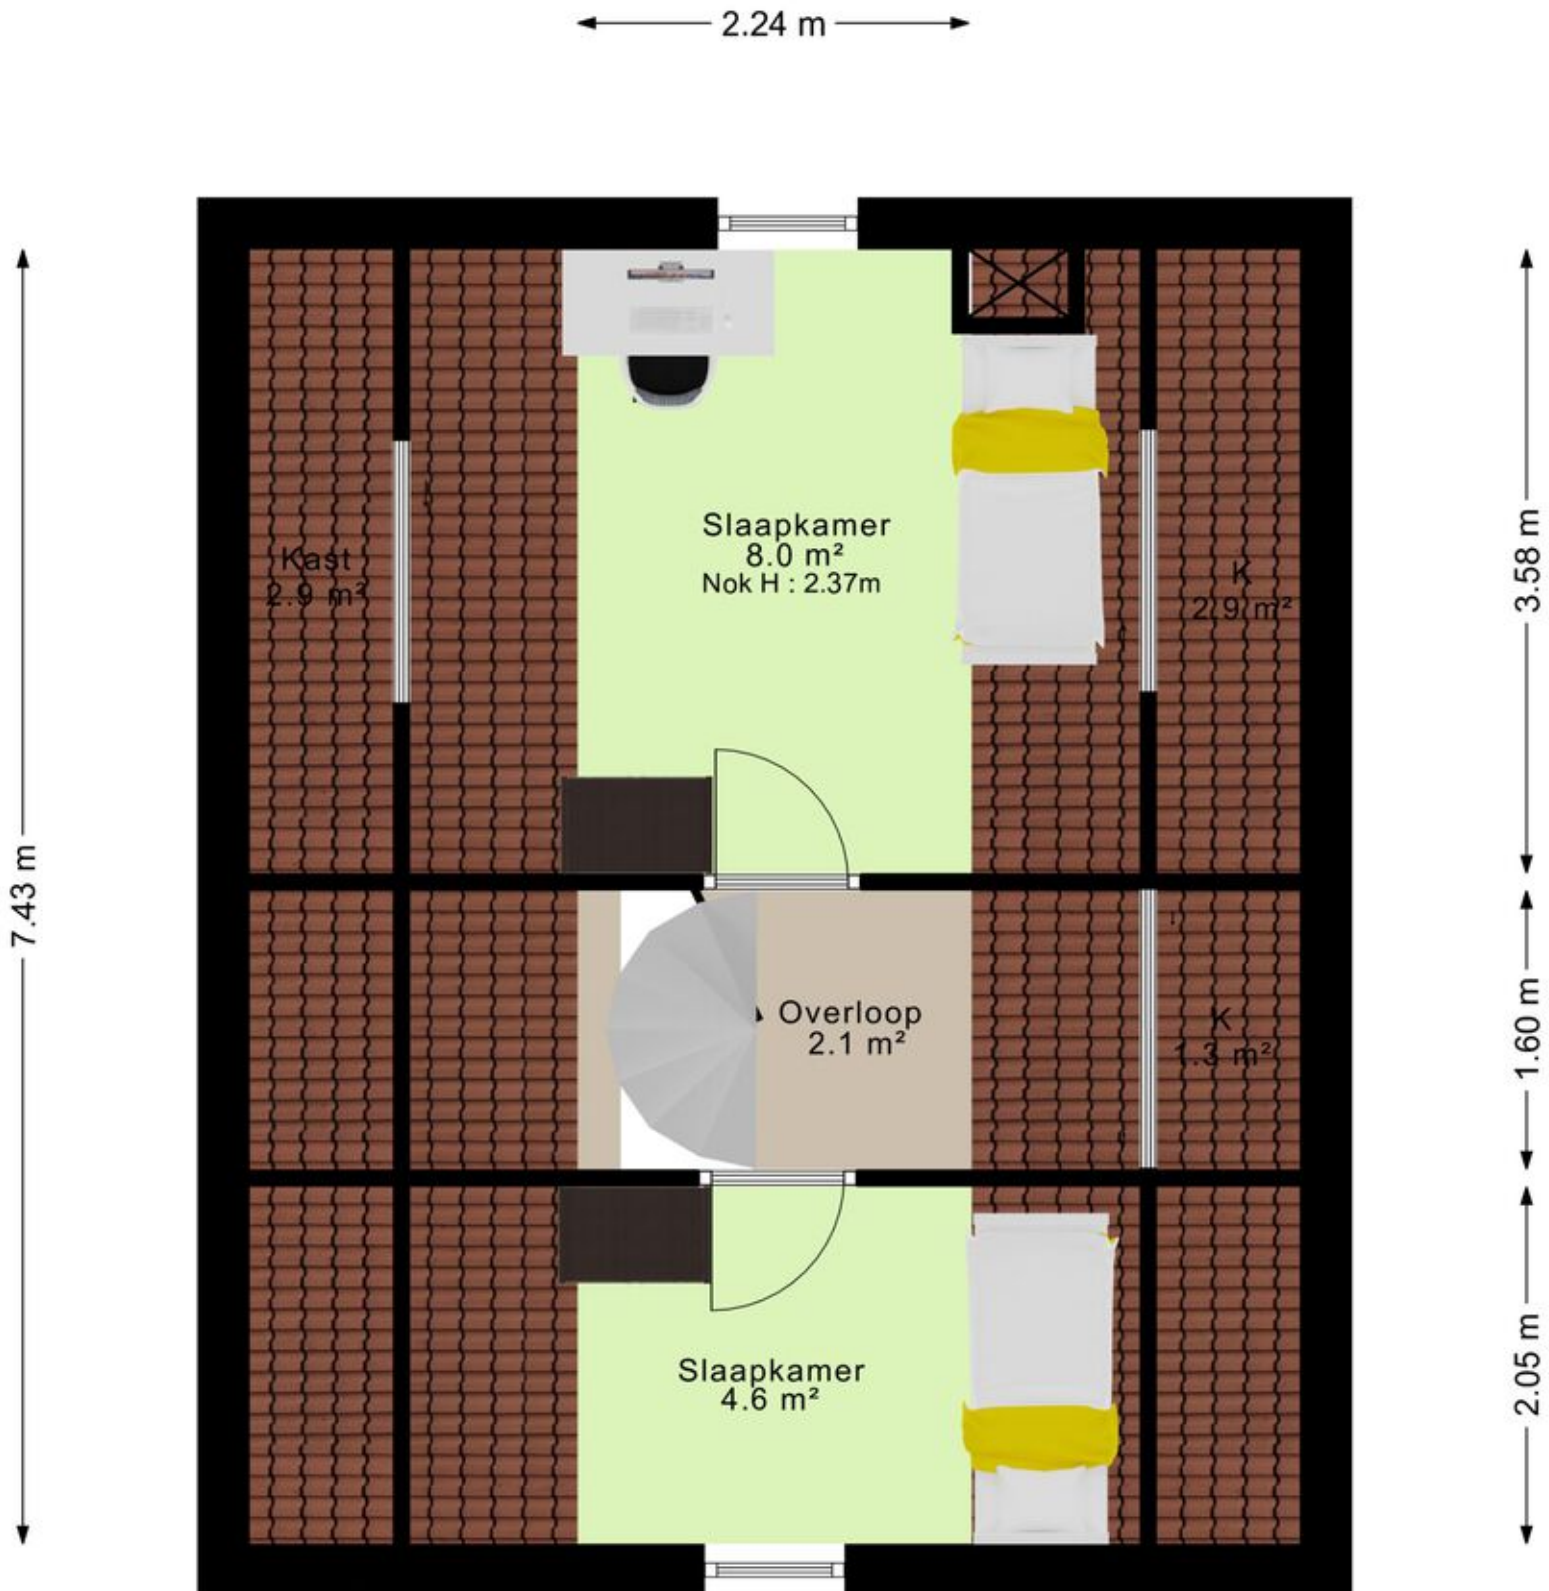 2.24 m
Slaapkamer
8.0 m²
Nok H : 2.37m
Kast
2.9 m²
K
2.9 m²
3.58 m
7.43 m
Overloop
2.1 m²
K
1.3 m²
1.60 m
Slaapkamer
4.6 m²
2.05 m